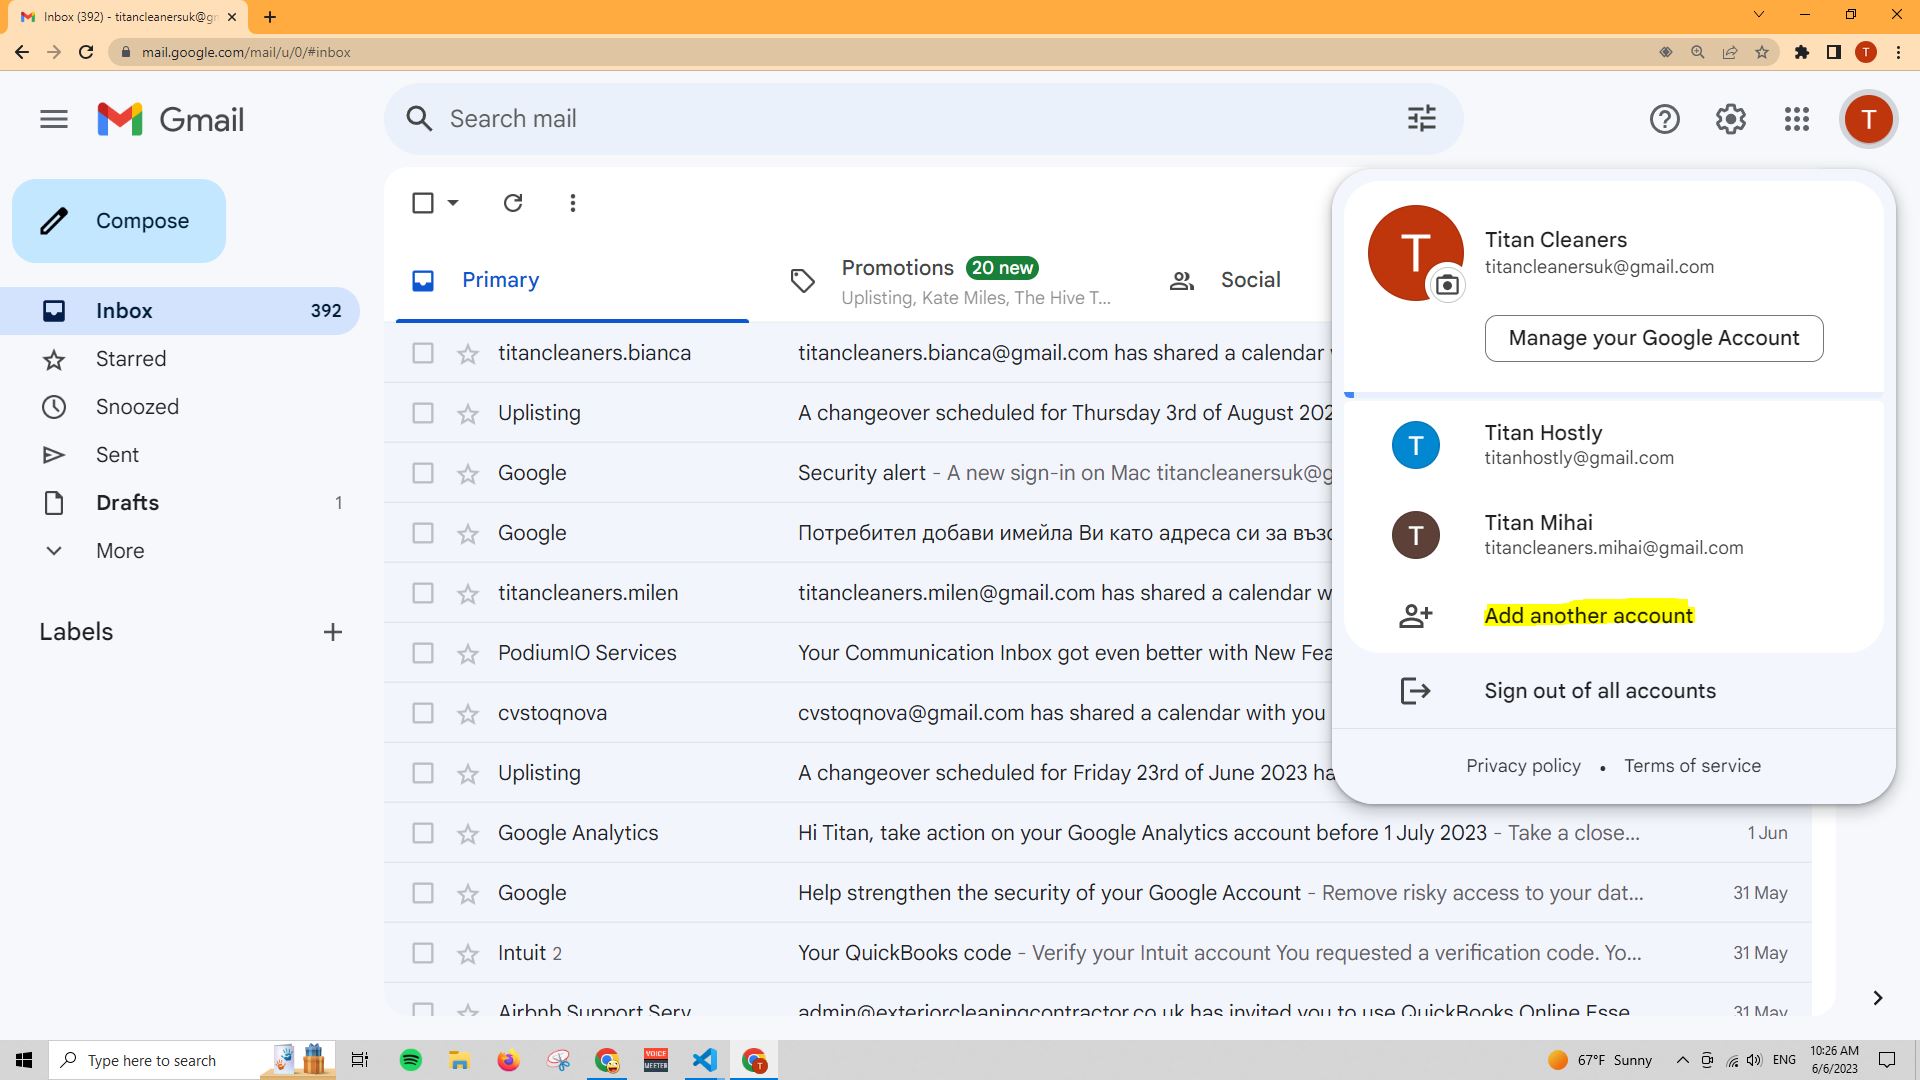 Inbox (392) - titancleanersuk@gm
mail.google.com/mail/u/0/#inbox
T
Gmail
Search mail
T
Compose
Inbox 392
Starred
Snoozed
Sent
Drafts 1
More
Labels
Primary
Promotions 20 new
Uplisting, Kate Miles, The Hive T...
Social
titancleaners.bianca titancleaners.bianca@gmail.com has shared a calendar
Uplisting A changeover scheduled for Thursday 3rd of August 202
Google Security alert - A new sign-in on Mac titancleanersuk@g
Google Потребител добави имейла Ви като адреса си за възс
titancleaners.milen titancleaners.milen@gmail.com has shared a calendar w
PodiumIO Services Your Communication Inbox got even better with New Fea
cvstoqnova cvstoqnova@gmail.com has shared a calendar with you
Uplisting A changeover scheduled for Friday 23rd of June 2023 ha
Google Analytics Hi Titan, take action on your Google Analytics account before 1 July 2023 - Take a close... 1 Jun
Google Help strengthen the security of your Google Account - Remove risky access to your dat... 31 May
Intuit 2 Your QuickBooks code - Verify your Intuit account You requested a verification code. Yo... 31 May
Airbnb Support Serv. admin@exteriorcleaningcontractor.co.uk has invited you to use QuickBooks Online Esse 31 May
T
Titan Cleaners
titancleanersuk@gmail.com
Manage your Google Account
T
Titan Hostly
titanhostly@gmail.com
T
Titan Mihai
titancleaners.mihai@gmail.com
Add another account
Sign out of all accounts
Privacy policy • Terms of service
Type here to search
VOICE
MEETER
T
67°F Sunny
ENG
10:26 AM
6/6/2023